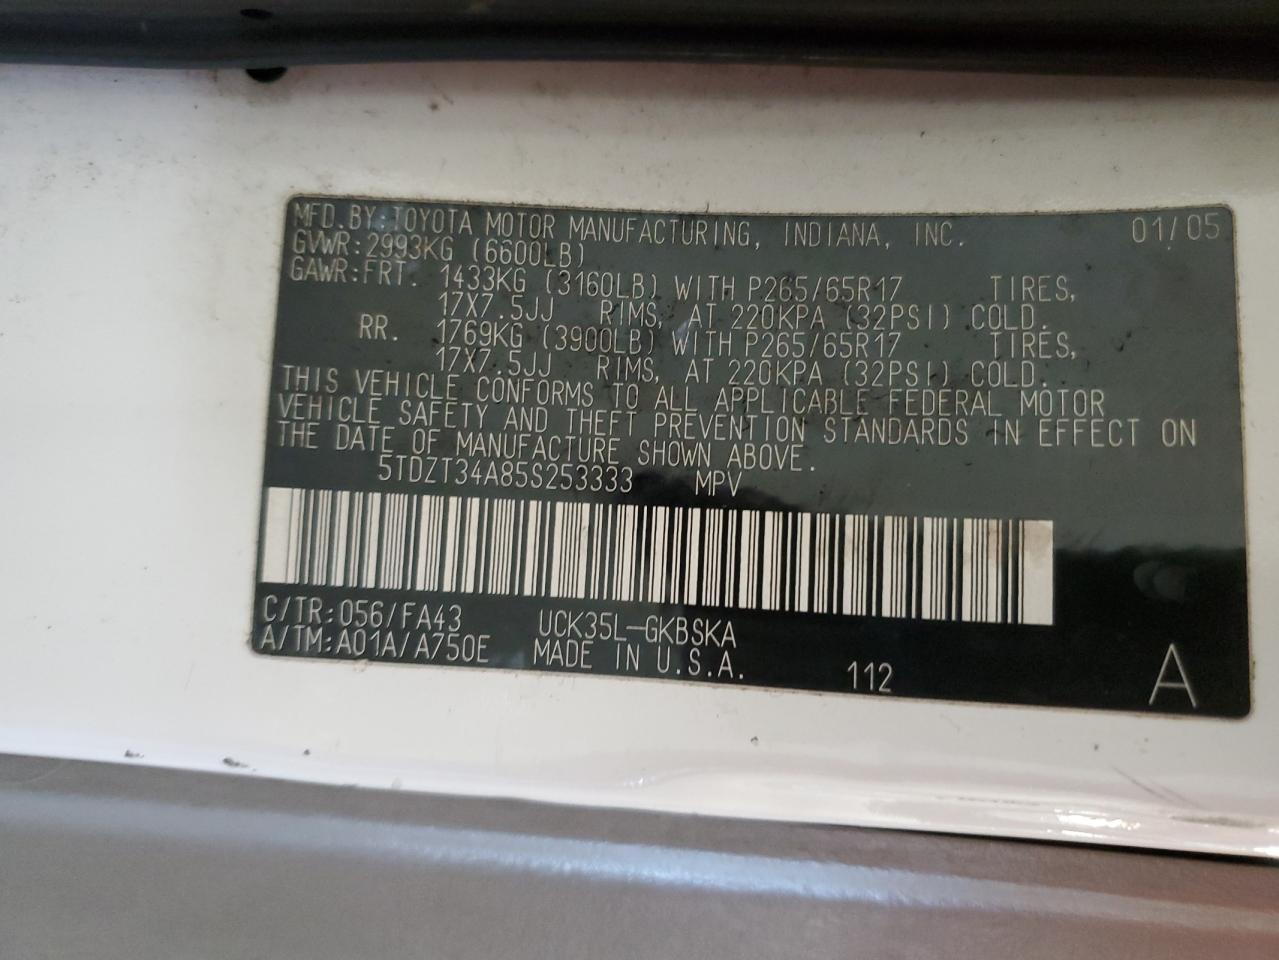 MFD. BY: TOYOTA MOTOR MANUFACTURING, INDIANA, INC. 01/05
GVWR: 2993KG (6600LB)
GAWR: FRT. 1433KG (3160LB) WITH P265/65R17 TIRES,
17X7.5JJ RIMS, AT 220KPA (32PSI) COLD.
RR. 1769KG (3900LB) WITH P265/65R17 TIRES,
17X7.5JJ RIMS, AT 220KPA (32PSI) COLD.
THIS VEHICLE CONFORMS TO ALL APPLICABLE FEDERAL MOTOR
VEHICLE SAFETY AND THEFT PREVENTION STANDARDS IN EFFECT ON
THE DATE OF MANUFACTURE SHOWN ABOVE.
5TDZT34A85S253333 MPV
C/TR: 056/FA43 UCK35L-GKBSKA
A/TM: A01A/A750E MADE IN U.S.A. 112 A